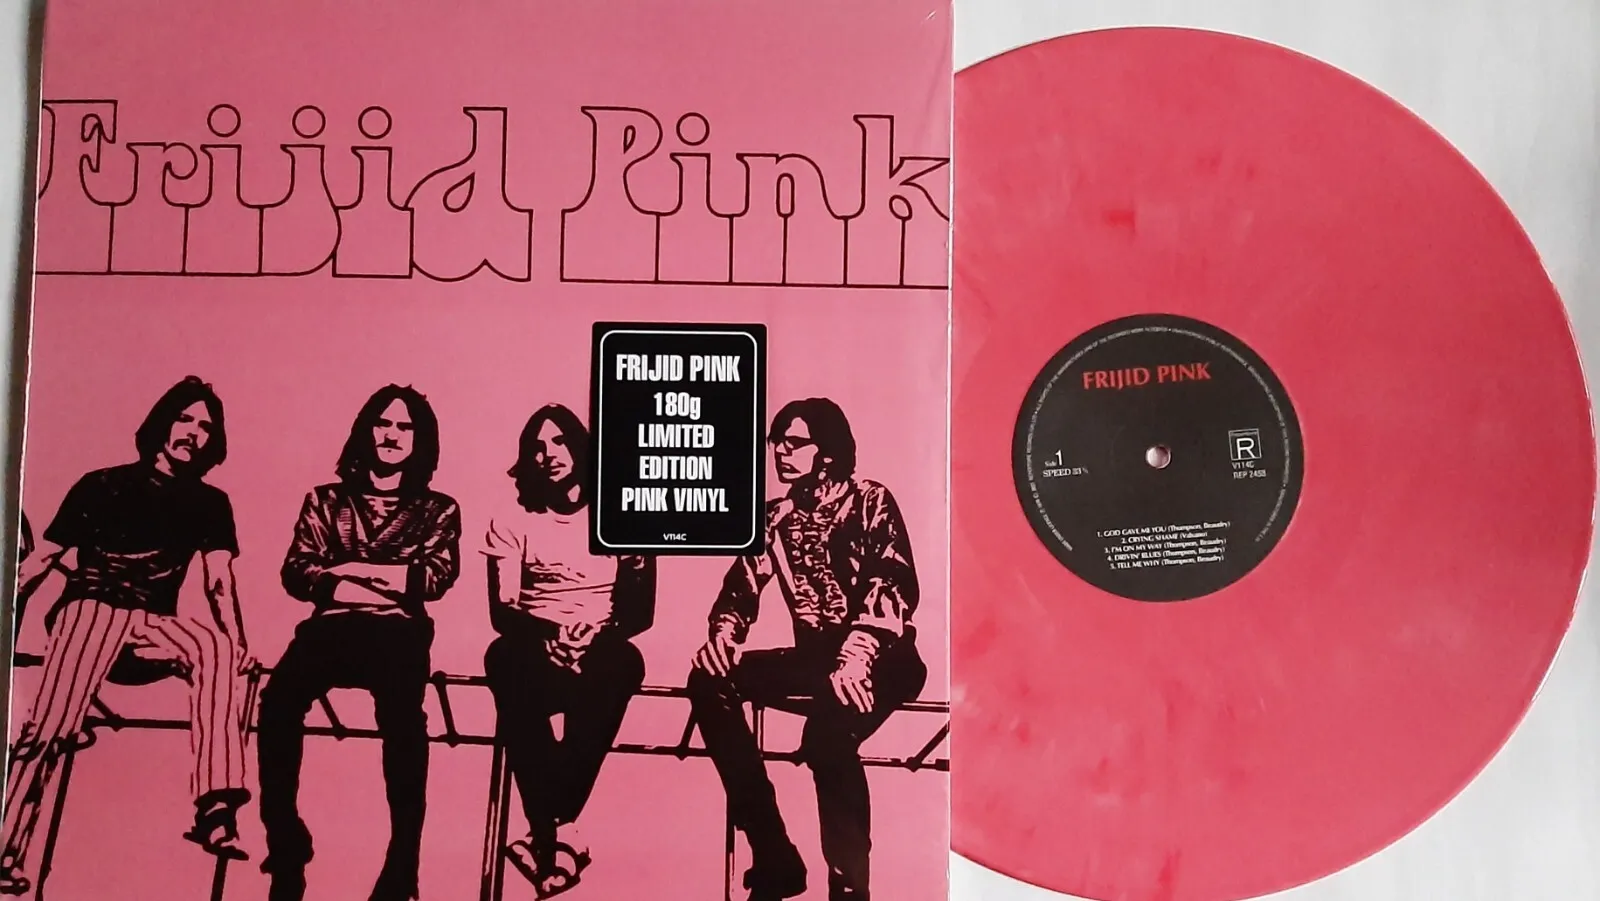 Frijid Pink
FRIJID PINK
180g
LIMITED
EDITION
PINK VINYL
V114C
FRIJID PINK
Side 1
SPEED 33 ⅓
R
V114C
REP 2458
1. GOD GAVE ME YOU (Thompson, Beaudry)
2. CRYING SHAME (Valsano)
3. I'M ON MY WAY (Thompson, Beaudry)
4. DRIVIN' BLUES (Thompson, Beaudry)
5. TELL ME WHY (Thompson, Beaudry)